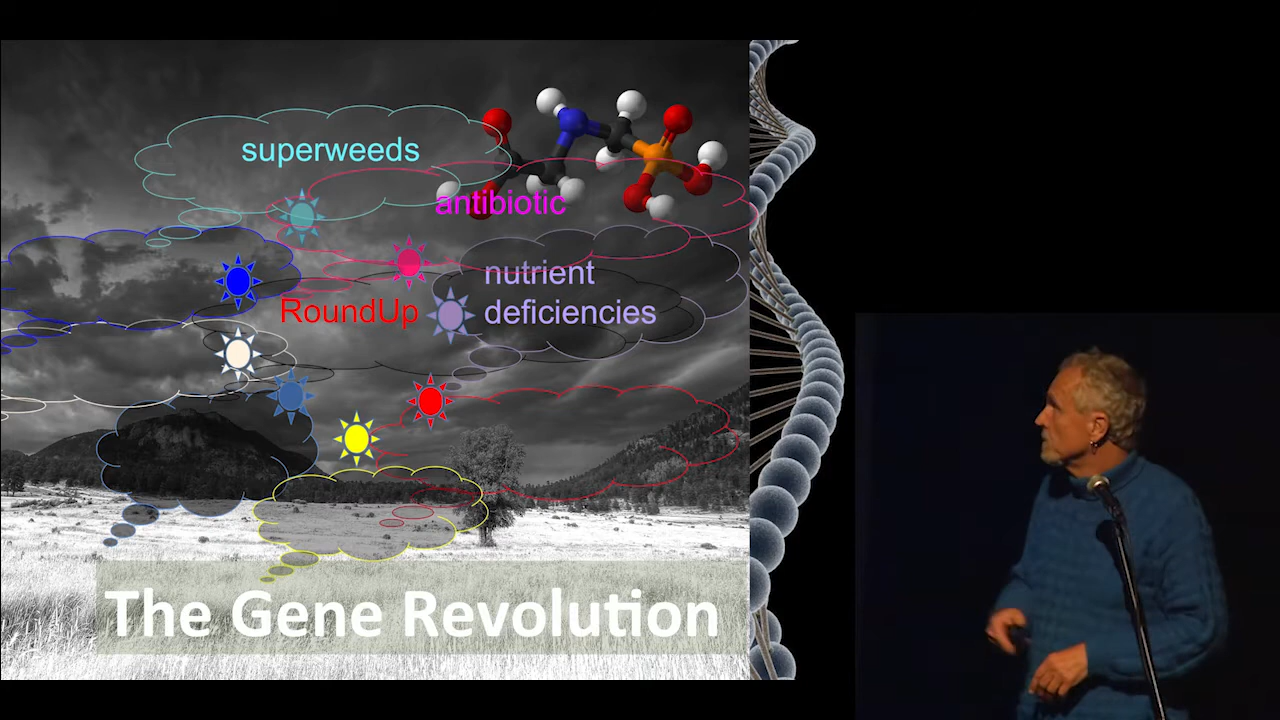 superweeds
antibiotic
nutrient
deficiencies
RoundUp
The Gene Revolution